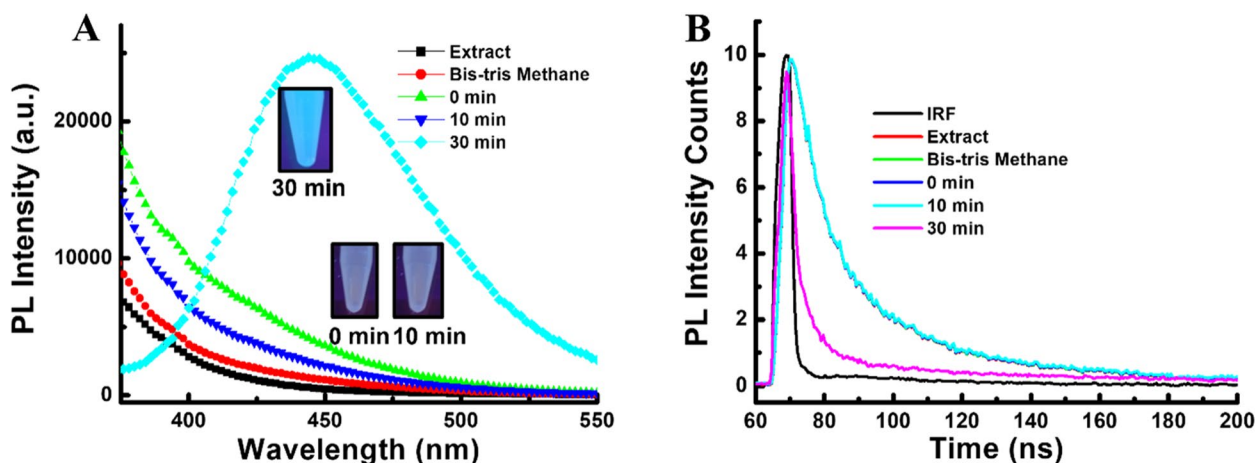 A
PL Intensity (a.u.)
20000
10000
0
400
450
500
550
Wavelength (nm)
Extract
Bis-tris Methane
0 min
10 min
30 min
30 min
0 min
10 min
B
PL Intensity Counts
10
8
6
4
2
0
60
80
100
120
140
160
180
200
Time (ns)
IRF
Extract
Bis-tris Methane
0 min
10 min
30 min